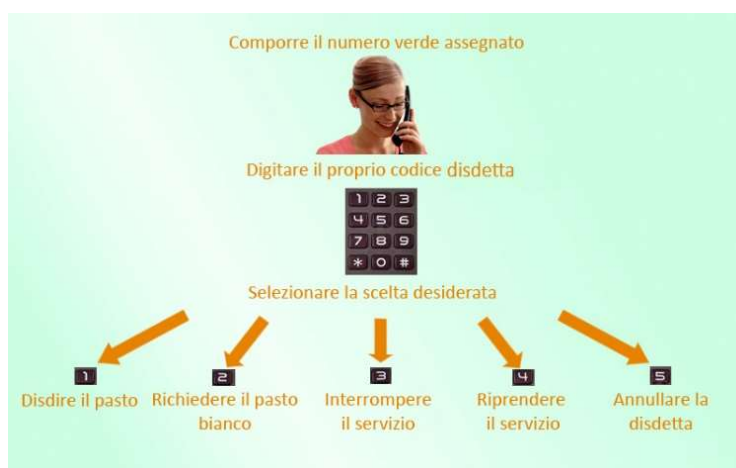 Comporre il numero verde assegnato
Digitare il proprio codice disdetta
1 2 3
4 5 6
7 8 9
* 0 #
Selezionare la scelta desiderata
1
Disdire il pasto
2
Richiedere il pasto
bianco
3
Interrompere
il servizio
4
Riprendere
il servizio
5
Annullare la
disdetta